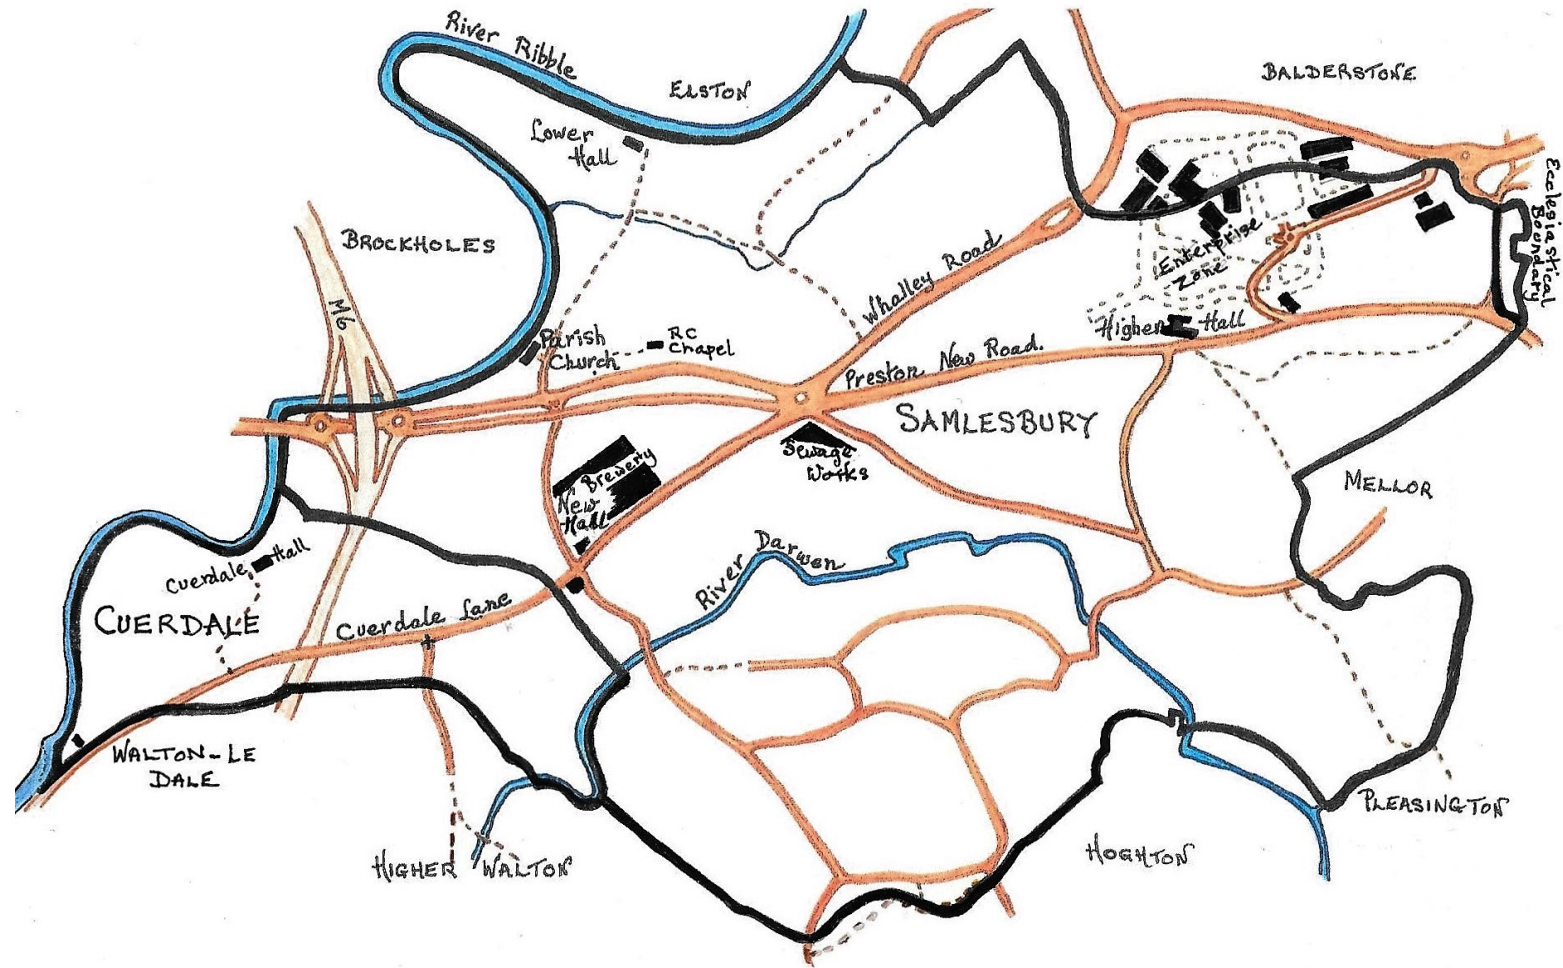 River Ribble
ELSTON
BALDERSTONE
Lower
Hall
Ecclesiastical
Boundary
BROCKHOLES
M6
Whalley Road
Enterprise
Zone
Higher Hall
Parish
Church
RC
Chapel
Preston New Road.
SAMLESBURY
Brewery
New
Hall
Sewage
Works
MELLOR
Cuerdale Hall
River Darwen
CUERDALE
Cuerdale Lane
WALTON-LE
DALE
PLEASINGTON
HIGHER WALTON
HOGHTON